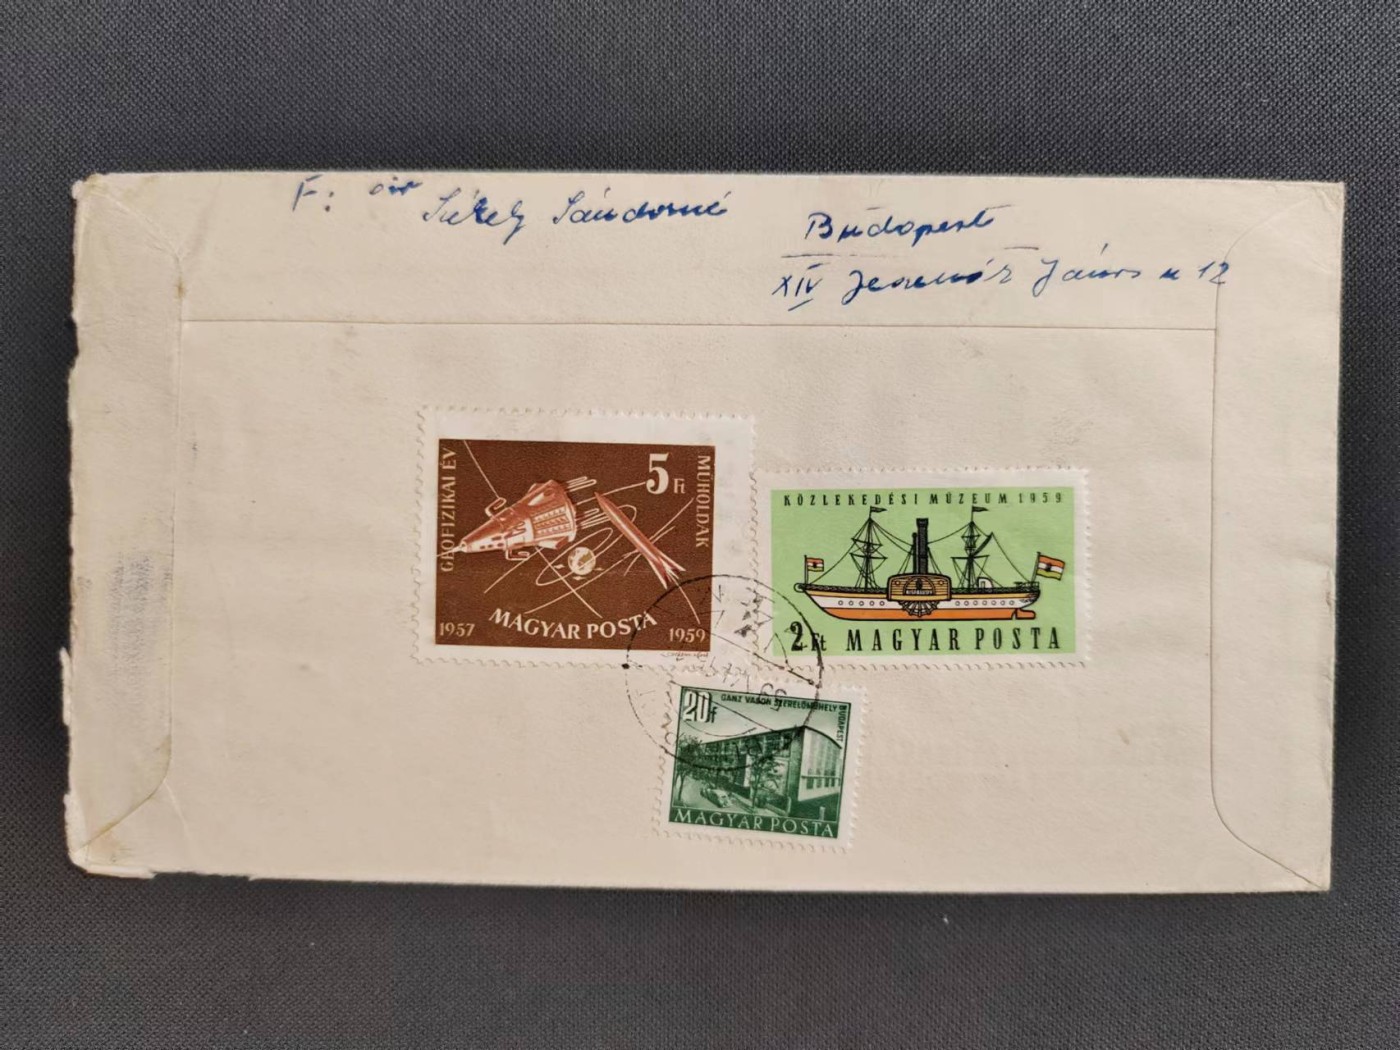 F: özv Székely Sándorné
Budapest
XIV Jeszenák János u 12
GEOFIZIKAI ÉV
5 Ft
MŰHOLDAK
1957
MAGYAR POSTA
1959
KÖZLEKEDÉSI MÚZEUM 1959
2 Ft MAGYAR POSTA
20f
GANZ VAGON SZERELŐMŰHELY
BUDAPEST
MAGYAR POSTA